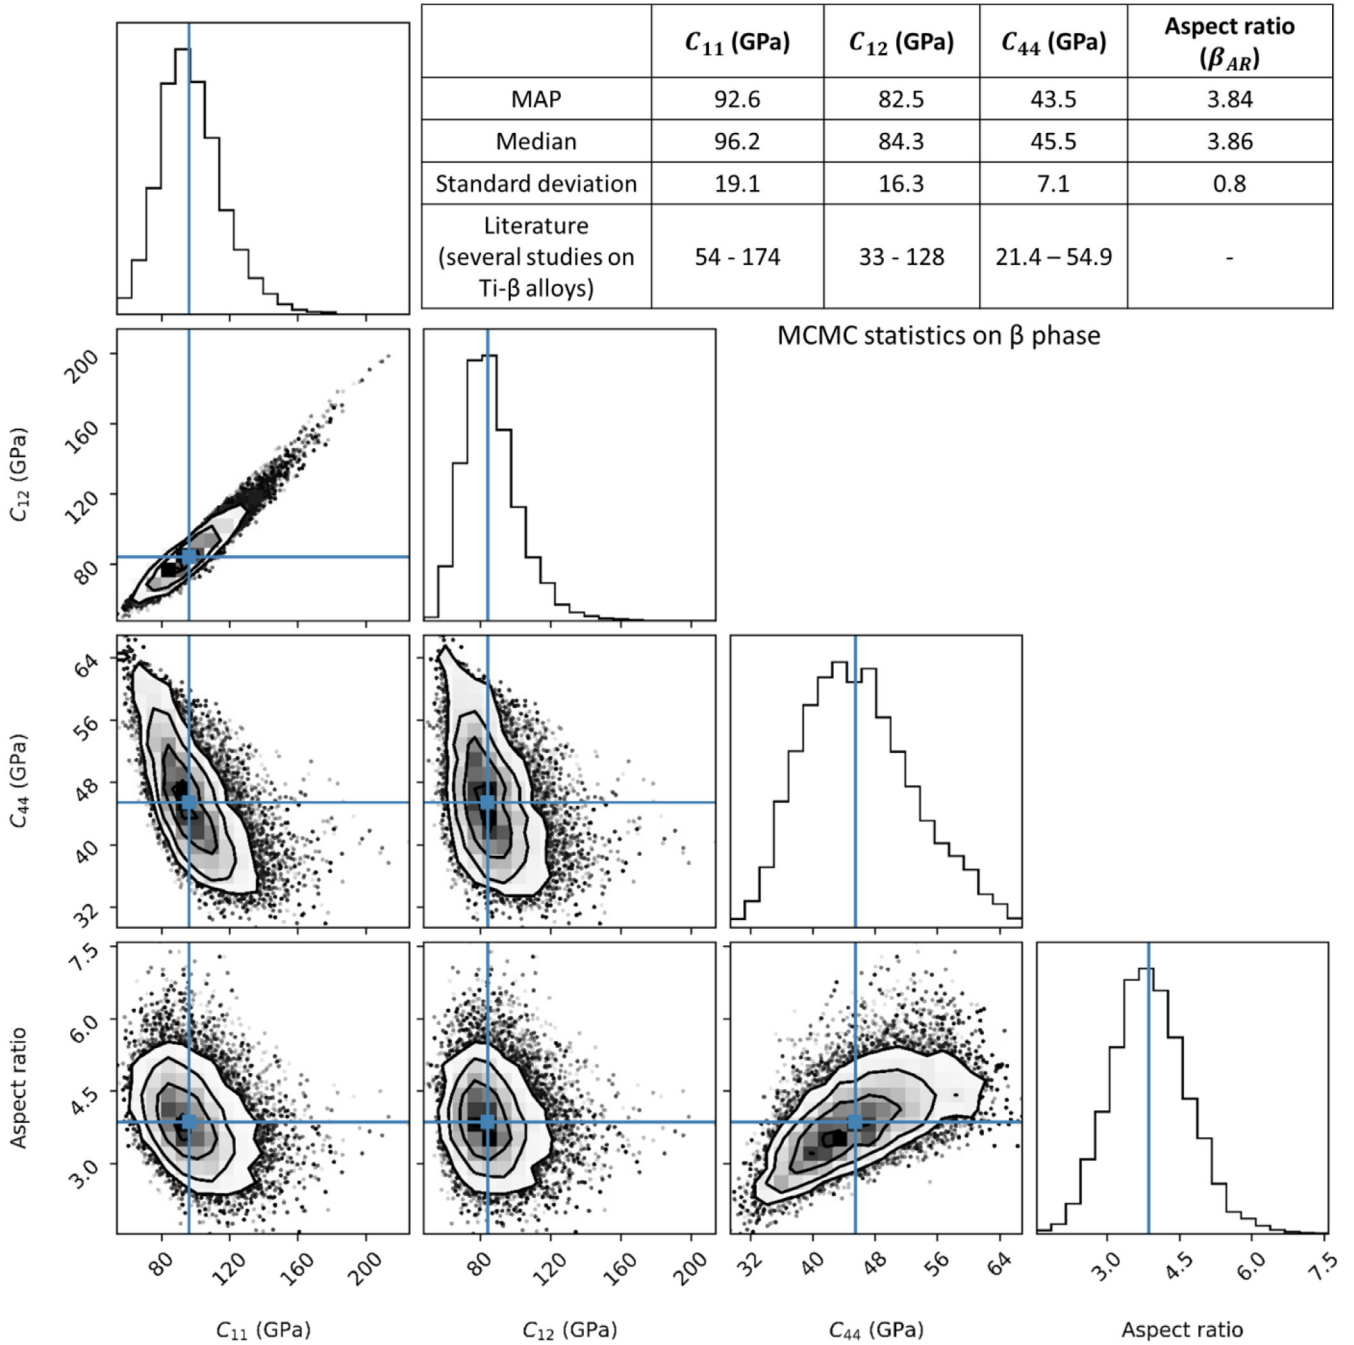 C11 (GPa) C12 (GPa) C44 (GPa) Aspect ratio
(βAR)
MAP 92.6 82.5 43.5 3.84
Median 96.2 84.3 45.5 3.86
Standard deviation 19.1 16.3 7.1 0.8
Literature
(several studies on
Ti-β alloys) 54 - 174 33 - 128 21.4 – 54.9 -
MCMC statistics on β phase
200
160
120
80
C12 (GPa)
64
56
48
40
32
C44 (GPa)
7.5
6.0
4.5
3.0
Aspect ratio
80 120 160 200 80 120 160 200 32 40 48 56 64 3.0 4.5 6.0 7.5
C11 (GPa) C12 (GPa) C44 (GPa) Aspect ratio